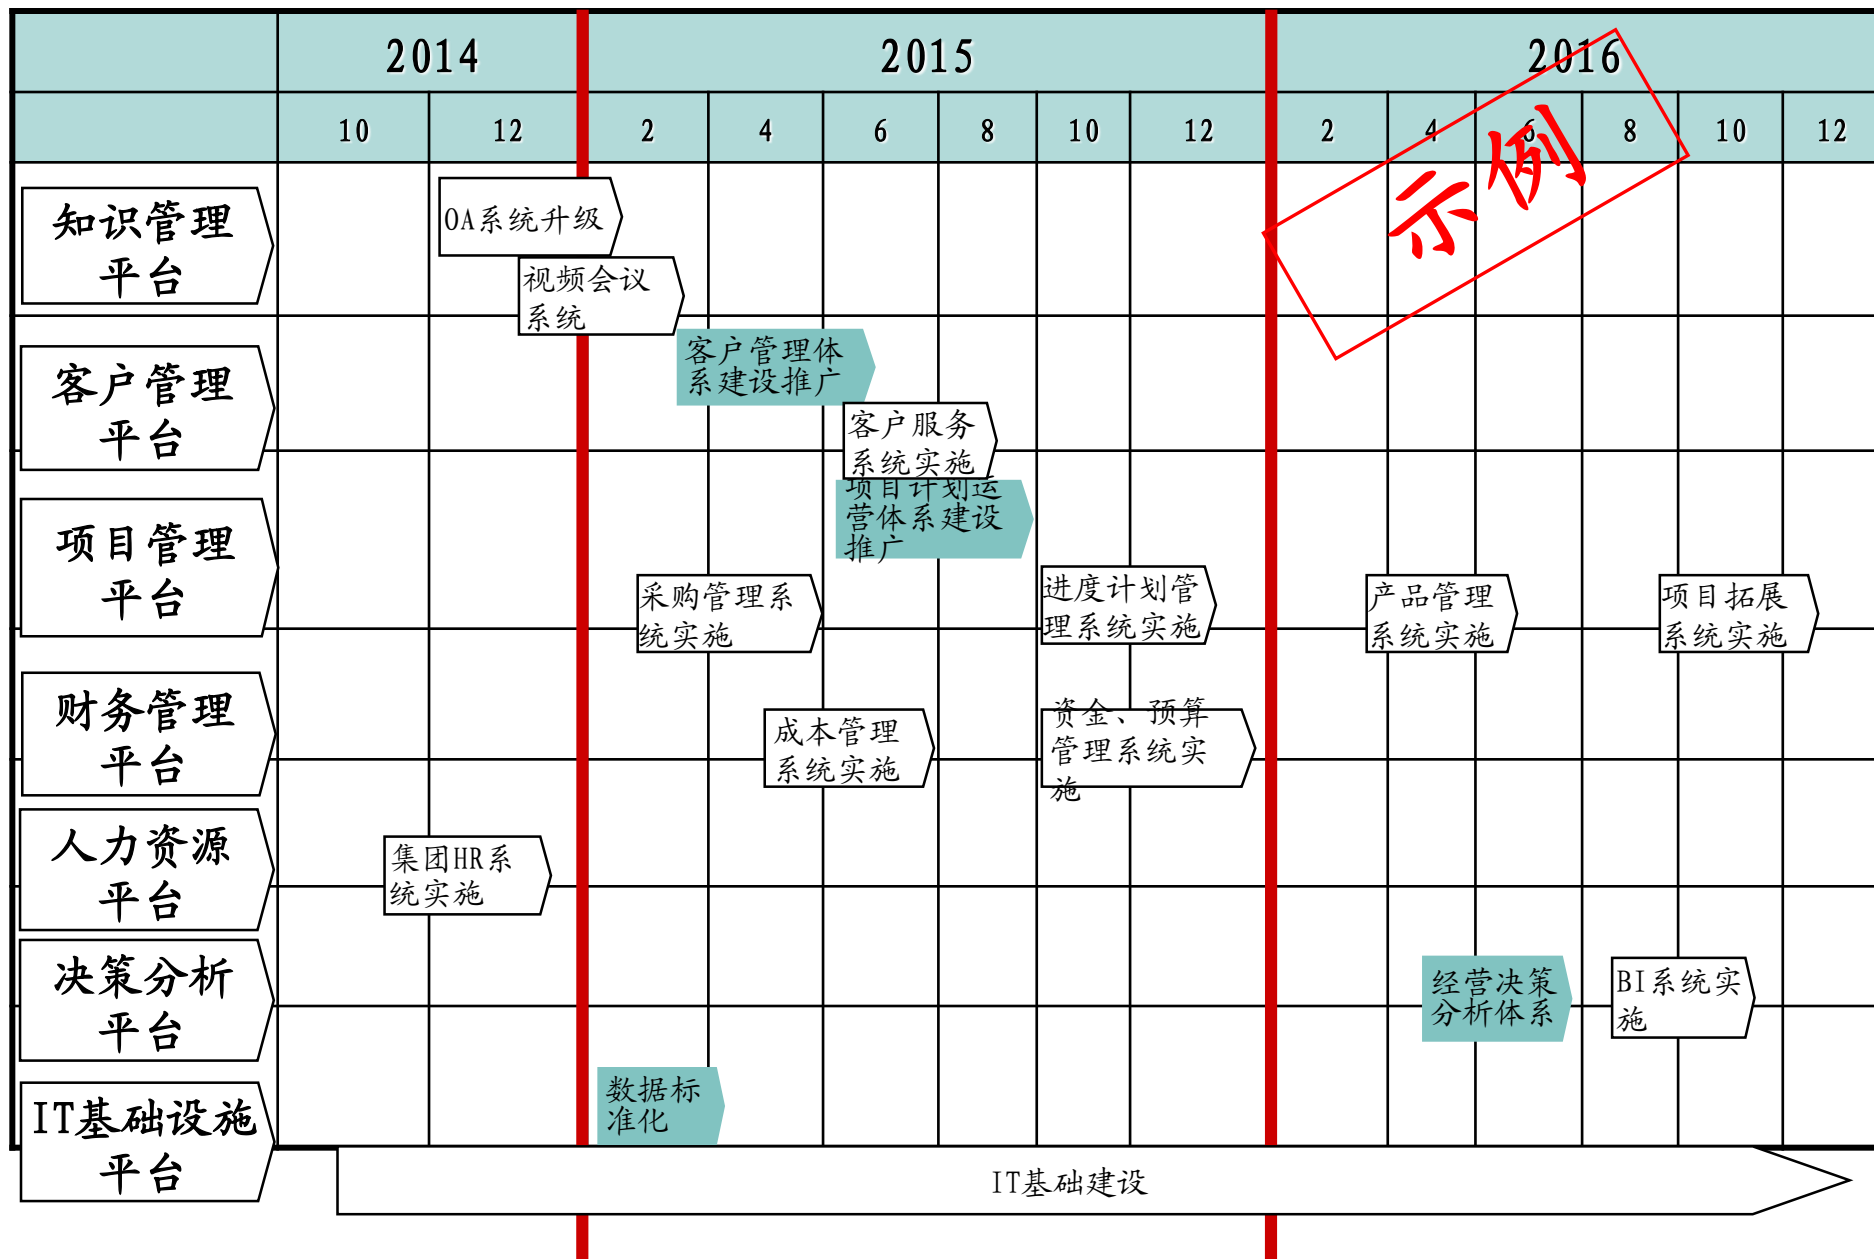 2014
2015
2016
10
12
2
4
6
8
10
12
2
4
6
8
10
12
示例
知识管理
平台
OA系统升级
视频会议
系统
客户管理
平台
客户管理体
系建设推广
客户服务
系统实施
项目管理
平台
项目计划运
营体系建设
推广
采购管理系
统实施
进度计划管
理系统实施
产品管理
系统实施
项目拓展
系统实施
财务管理
平台
成本管理
系统实施
资金、预算
管理系统实
施
人力资源
平台
集团HR系
统实施
决策分析
平台
经营决策
分析体系
BI系统实
施
IT基础设施
平台
数据标
准化
IT基础建设